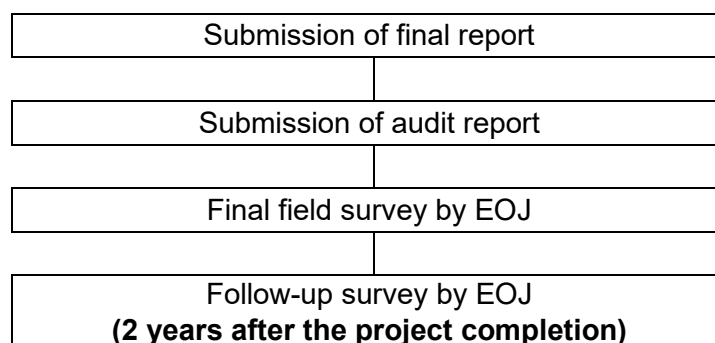 Submission of final report
Submission of audit report
Final field survey by EOJ
Follow-up survey by EOJ
(2 years after the project completion)